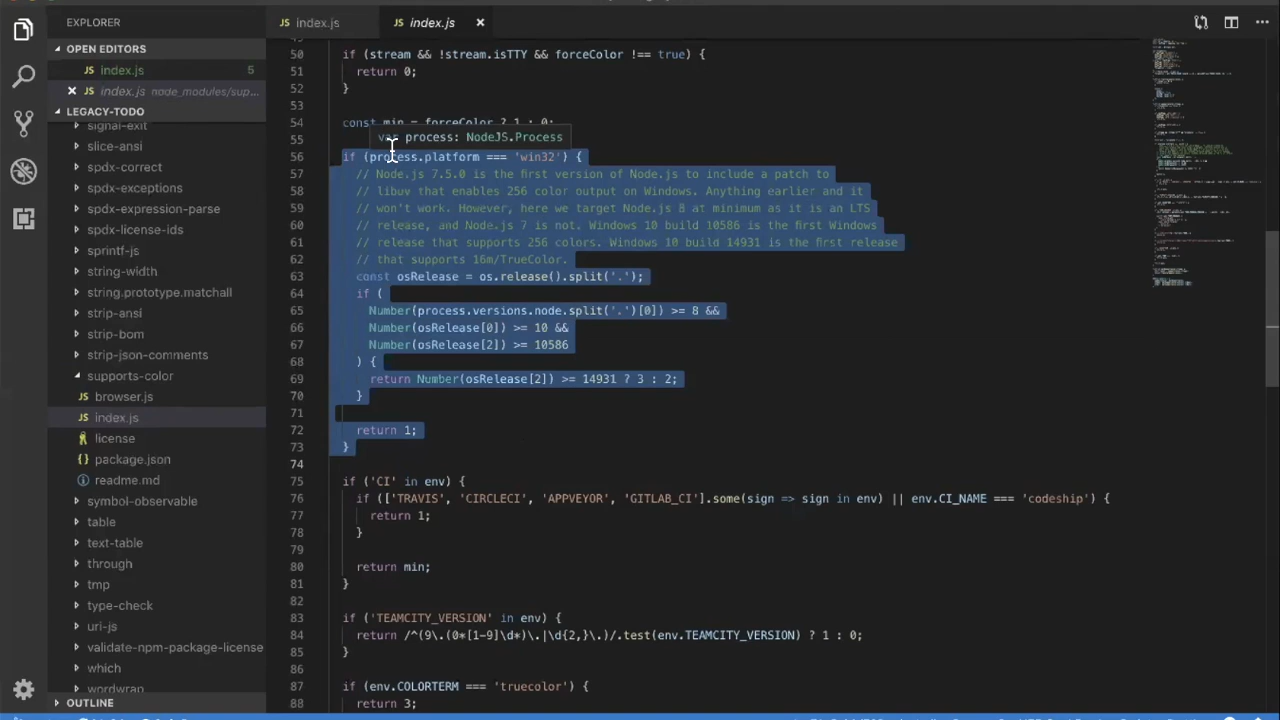 EXPLORER
OPEN EDITORS
index.js 5
index.js node_modules/sup...
LEGACY-TODO
signal-exit
slice-ansi
spdx-correct
spdx-exceptions
spdx-expression-parse
spdx-license-ids
sprintf-js
string-width
string.prototype.matchall
strip-ansi
strip-bom
strip-json-comments
supports-color
browser.js
index.js
license
package.json
readme.md
symbol-observable
table
text-table
through
tmp
type-check
uri-js
validate-npm-package-license
which
wordwrap
OUTLINE
index.js
index.js
50 if (stream && !stream.isTTY && forceColor !== true) {
51 return 0;
52 }
53
54 const min = forceColor ? 1 : 0;
55 var process: NodeJS.Process
56 if (process.platform === 'win32') {
57 // Node.js 7.5.0 is the first version of Node.js to include a patch to
58 // libuv that enables 256 color output on Windows. Anything earlier and it
59 // won't work. However, here we target Node.js 8 at minimum as it is an LTS
60 // release, and Node.js 7 is not. Windows 10 build 10586 is the first Windows
61 // release that supports 256 colors. Windows 10 build 14931 is the first release
62 // that supports 16m/TrueColor.
63 const osRelease = os.release().split('.');
64 if (
65 Number(process.versions.node.split('.')[0]) >= 8 &&
66 Number(osRelease[0]) >= 10 &&
67 Number(osRelease[2]) >= 10586
68 ) {
69 return Number(osRelease[2]) >= 14931 ? 3 : 2;
70 }
71
72 return 1;
73 }
74
75 if ('CI' in env) {
76 if (['TRAVIS', 'CIRCLECI', 'APPVEYOR', 'GITLAB_CI'].some(sign => sign in env) || env.CI_NAME === 'codeship') {
77 return 1;
78 }
79
80 return min;
81 }
82
83 if ('TEAMCITY_VERSION' in env) {
84 return /^(9\.(0*[1-9]\d*)\.|\d{2,}\.)/.test(env.TEAMCITY_VERSION) ? 1 : 0;
85 }
86
87 if (env.COLORTERM === 'truecolor') {
88 return 3;